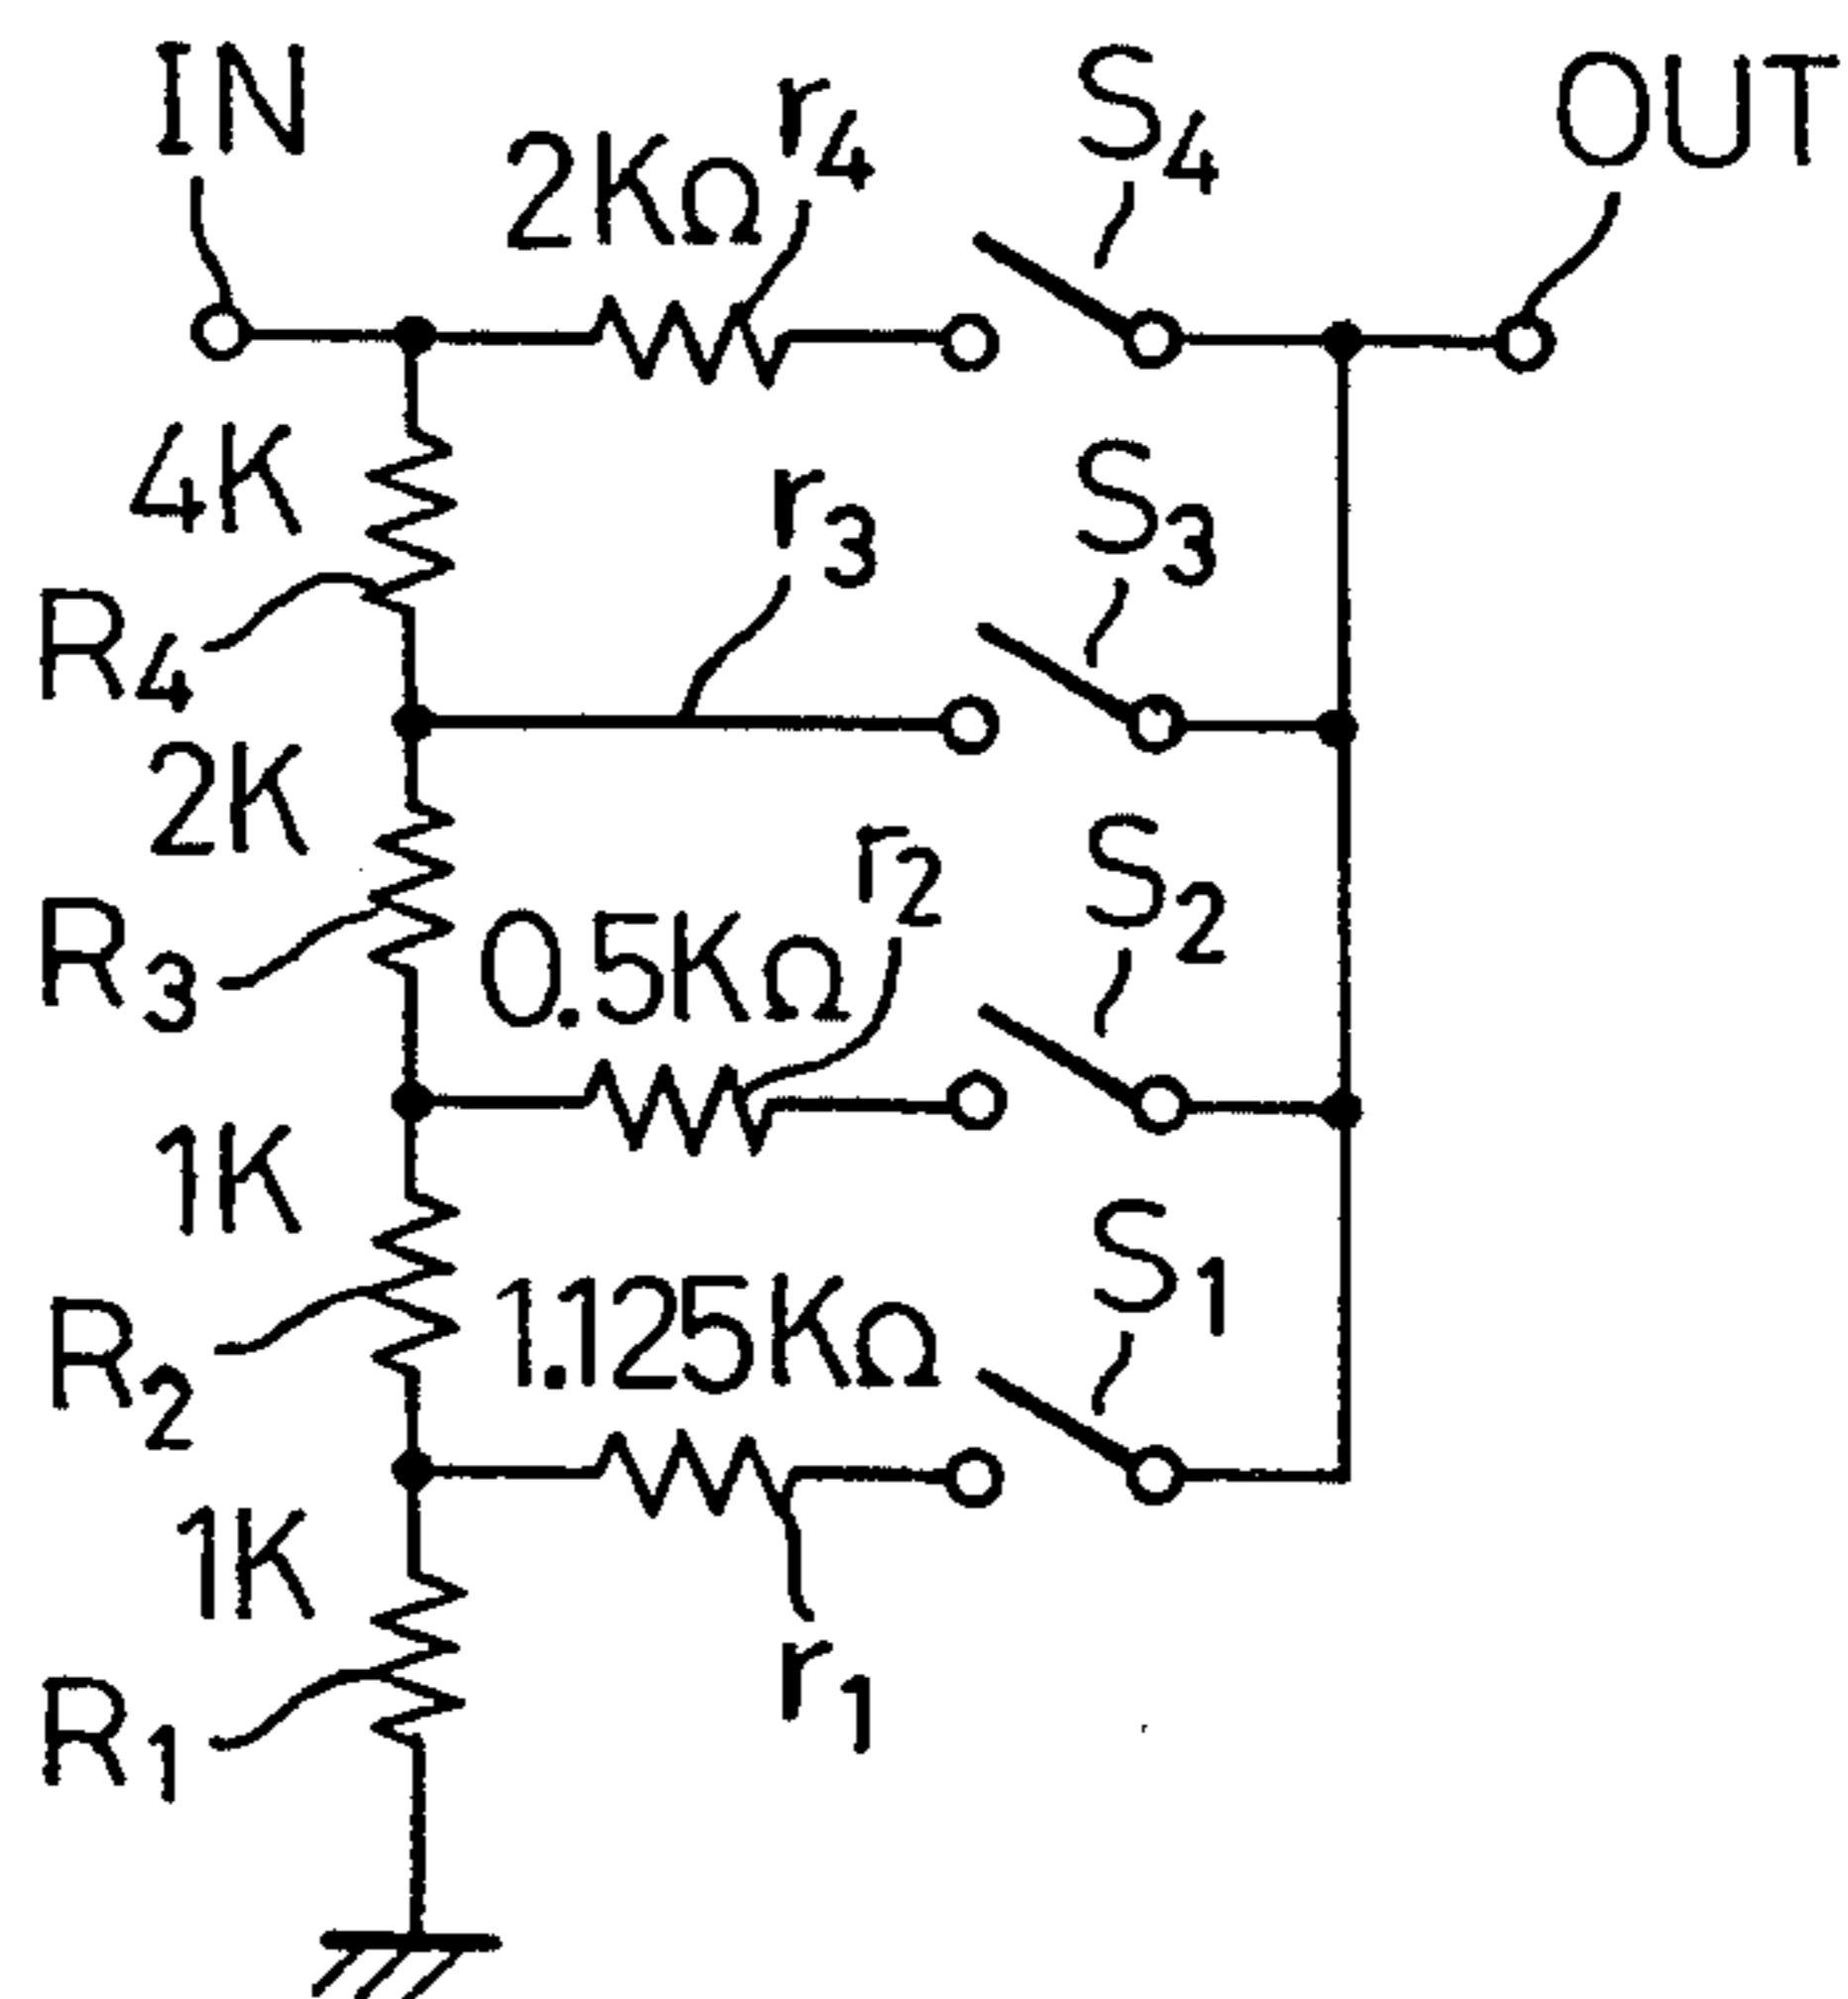 IN
r4
S4
OUT
2KΩ
4K
r3
S3
R4
2K
r2
S2
R3
0.5KΩ
1K
S1
R2
1.125KΩ
1K
r1
R1